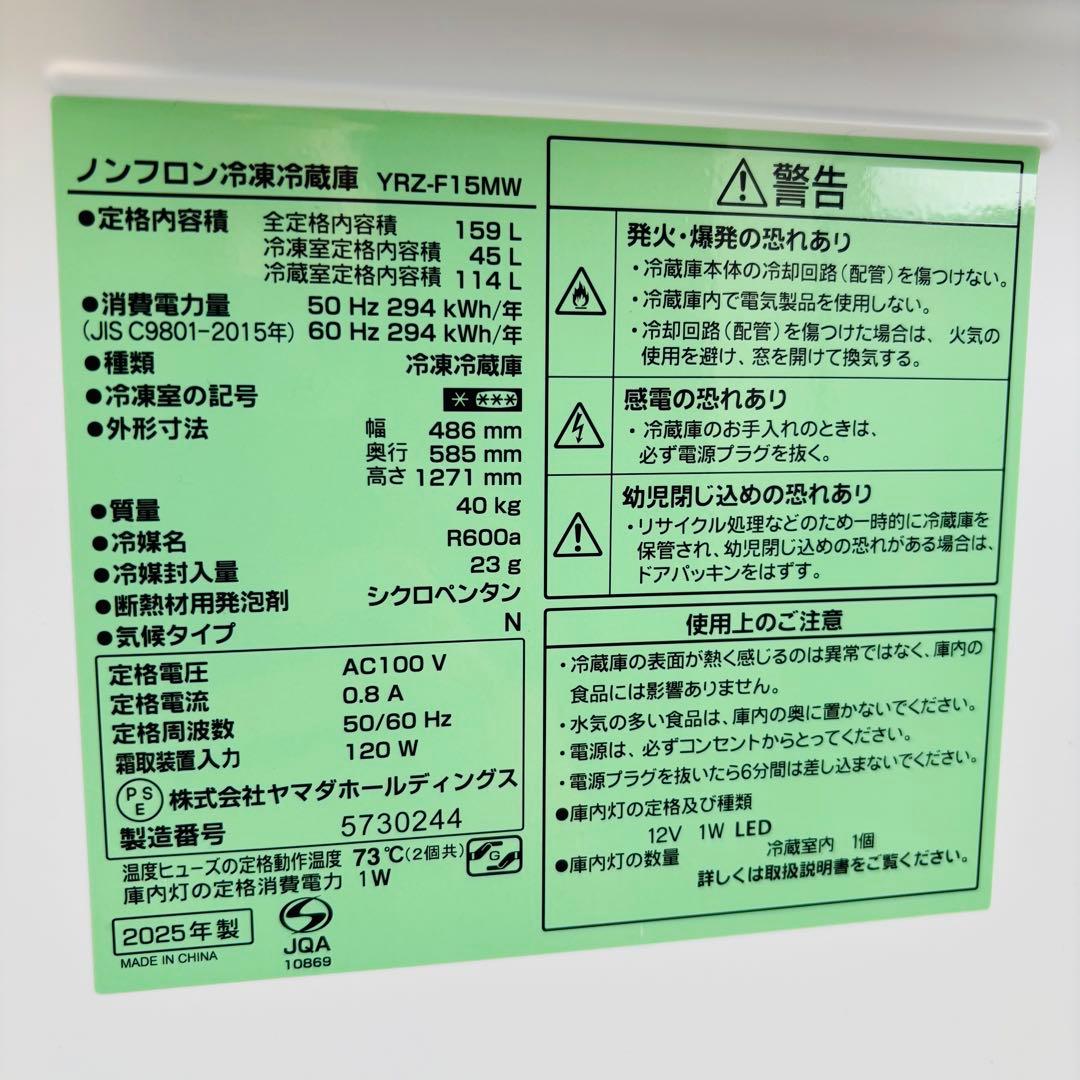 ノンフロン冷凍冷蔵庫 YRZ-F15MW
●定格内容積 全定格内容積 159 L
冷凍室定格内容積 45 L
冷蔵室定格内容積 114 L
●消費電力量 50 Hz 294 kWh/年
(JIS C9801-2015年) 60 Hz 294 kWh/年
●種類 冷凍冷蔵庫
●冷凍室の記号 * ***
●外形寸法 幅 486 mm
奥行 585 mm
高さ 1271 mm
●質量 40 kg
●冷媒名 R600a
●冷媒封入量 23 g
●断熱材用発泡剤 シクロペンタン
●気候タイプ N
定格電圧 AC100 V
定格電流 0.8 A
定格周波数 50/60 Hz
霜取装置入力 120 W
PSE 株式会社ヤマダホールディングス
製造番号 5730244
温度ヒューズの定格動作温度 73℃(2個共)
G
庫内灯の定格消費電力 1W
2025年製
MADE IN CHINA
JQA
10869
警告
発火・爆発の恐れあり
・冷蔵庫本体の冷却回路(配管)を傷つけない。
・冷蔵庫内で電気製品を使用しない。
・冷却回路(配管)を傷つけた場合は、火気の
使用を避け、窓を開けて換気する。
感電の恐れあり
・冷蔵庫のお手入れのときは、
必ず電源プラグを抜く。
幼児閉じ込めの恐れあり
・リサイクル処理などのため一時的に冷蔵庫を
保管され、幼児閉じ込めの恐れがある場合は、
ドアパッキンをはずす。
使用上のご注意
・冷蔵庫の表面が熱く感じるのは異常ではなく、庫内の
食品には影響ありません。
・水気の多い食品は、庫内の奥に置かないでください。
・電源は、必ずコンセントからとってください。
・電源プラグを抜いたら6分間は差し込まないでください。
●庫内灯の定格及び種類
12V 1W LED
●庫内灯の数量 冷蔵室内 1個
詳しくは取扱説明書をご覧ください。